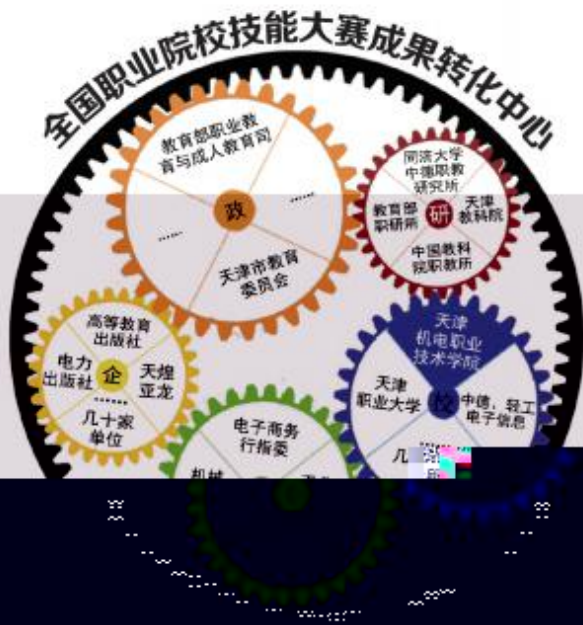 全国职业院校技能大赛成果转化中心
教育部职业教
育与成人教育司
政
……
……
天津市教育
委员会
同济大学
中德职教
研究所
教育部
职研所
研
天津
教科院
中国教科
院职教所
高等教育
出版社
电力
出版社
企
天煌
亚龙
……
几十家
单位
天津
机电职业
技术学院
天津
职业大学
校
中德，轻工
电子信息
……
几
电子商务
行指委
机械